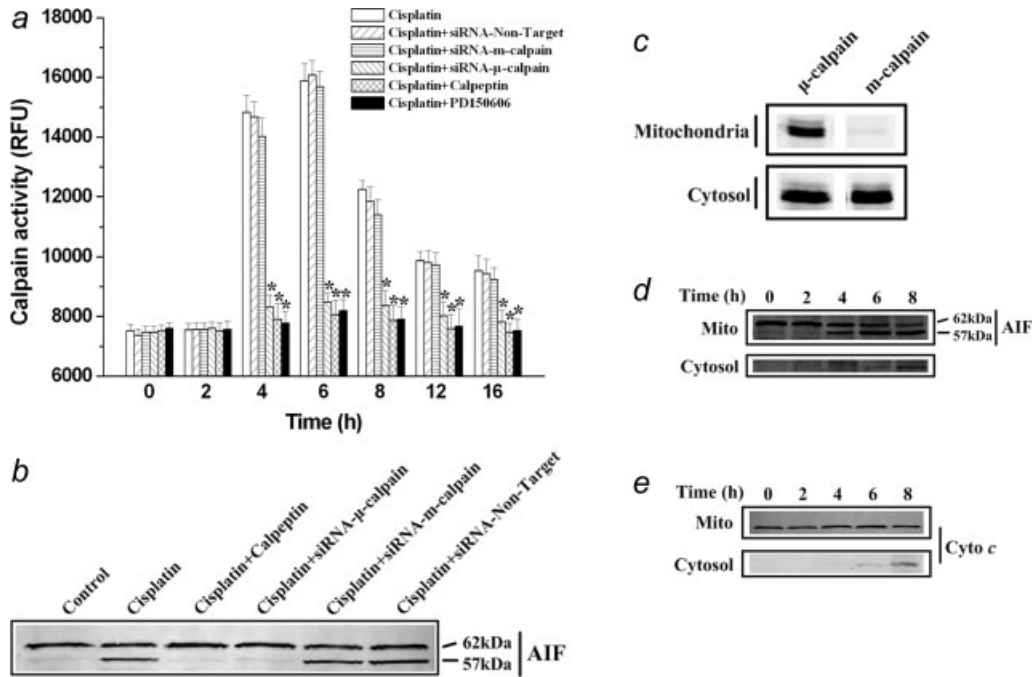 a
18000
16000
14000
12000
10000
8000
6000
Calpain activity (RFU)
Cisplatin
Cisplatin+siRNA-Non-Target
Cisplatin+siRNA-m-calpain
Cisplatin+siRNA-μ-calpain
Cisplatin+Calpeptin
Cisplatin+PD150606
* * *
* * *
* * *
* * *
* * *
0 2 4 6 8 12 16
Time (h)
b
Control
Cisplatin
Cisplatin+Calpeptin
Cisplatin+siRNA-μ-calpain
Cisplatin+siRNA-m-calpain
Cisplatin+siRNA-Non-Target
62kDa
57kDa
AIF
c
μ-calpain
m-calpain
Mitochondria
Cytosol
d
Time (h) 0 2 4 6 8
Mito
62kDa
57kDa
AIF
Cytosol
e
Time (h) 0 2 4 6 8
Mito
Cytosol
Cyto c